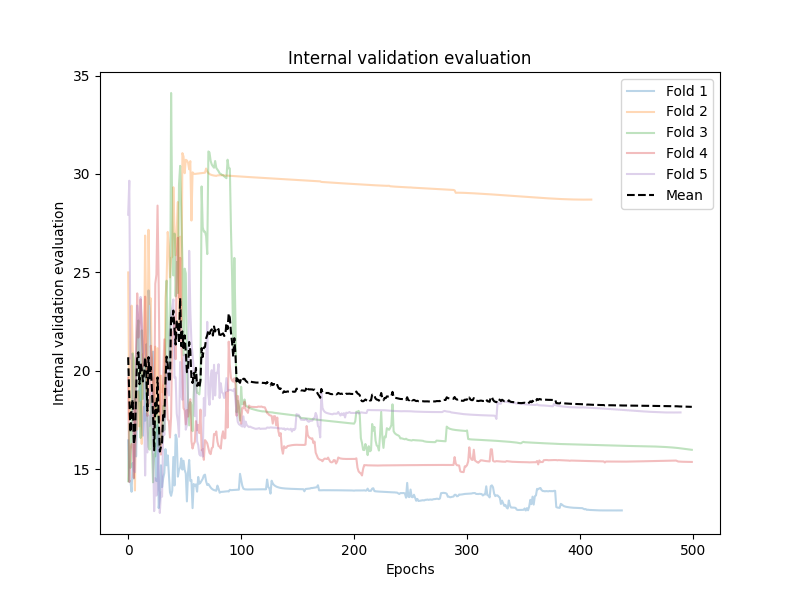 Internal validation evaluation
Internal validation evaluation
35
30
25
20
15
0
100
200
300
400
500
Epochs
Fold 1
Fold 2
Fold 3
Fold 4
Fold 5
Mean